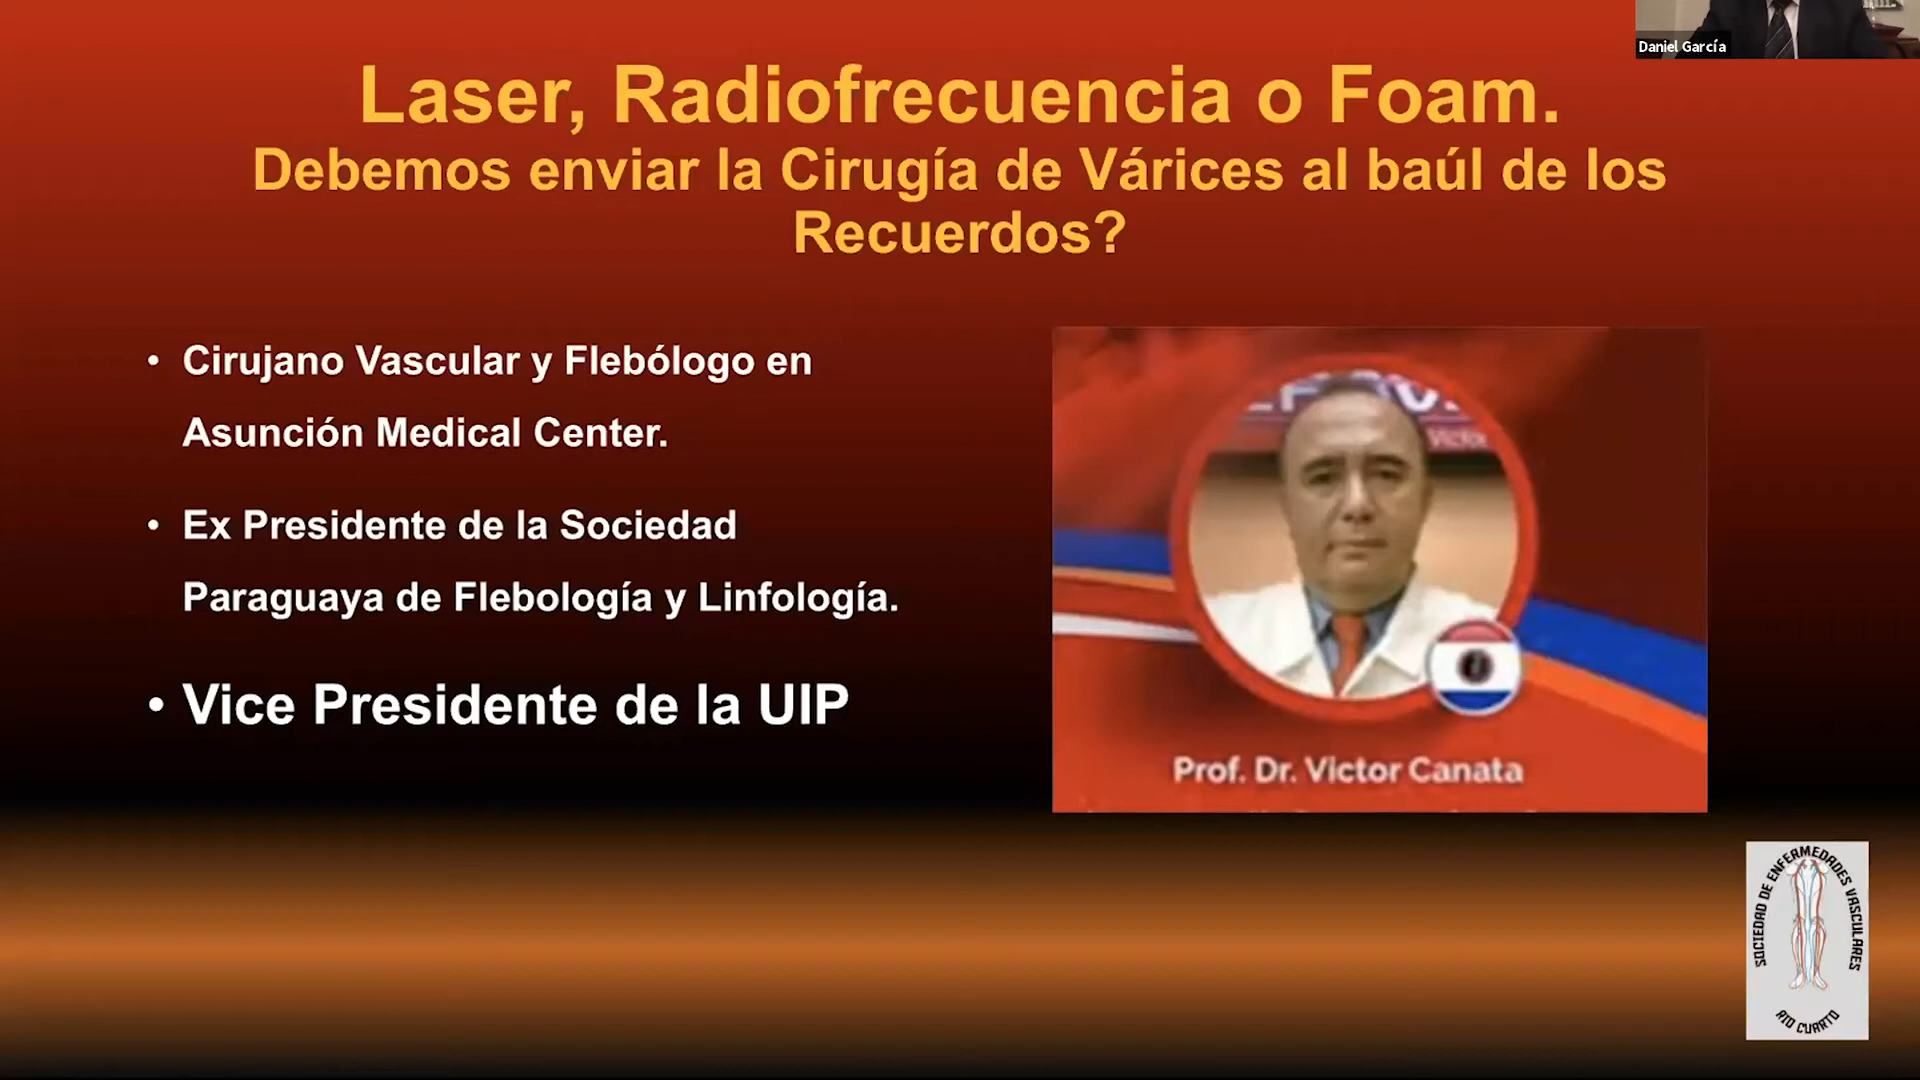 Daniel García
Laser, Radiofrecuencia o Foam.
Debemos enviar la Cirugía de Várices al baúl de los
Recuerdos?
• Cirujano Vascular y Flebólogo en
Asunción Medical Center.
• Ex Presidente de la Sociedad
Paraguaya de Flebología y Linfología.
• Vice Presidente de la UIP
Prof. Dr. Victor Canata
SOCIEDAD DE ENFERMEDADES VASCULARES
RIO CUARTO